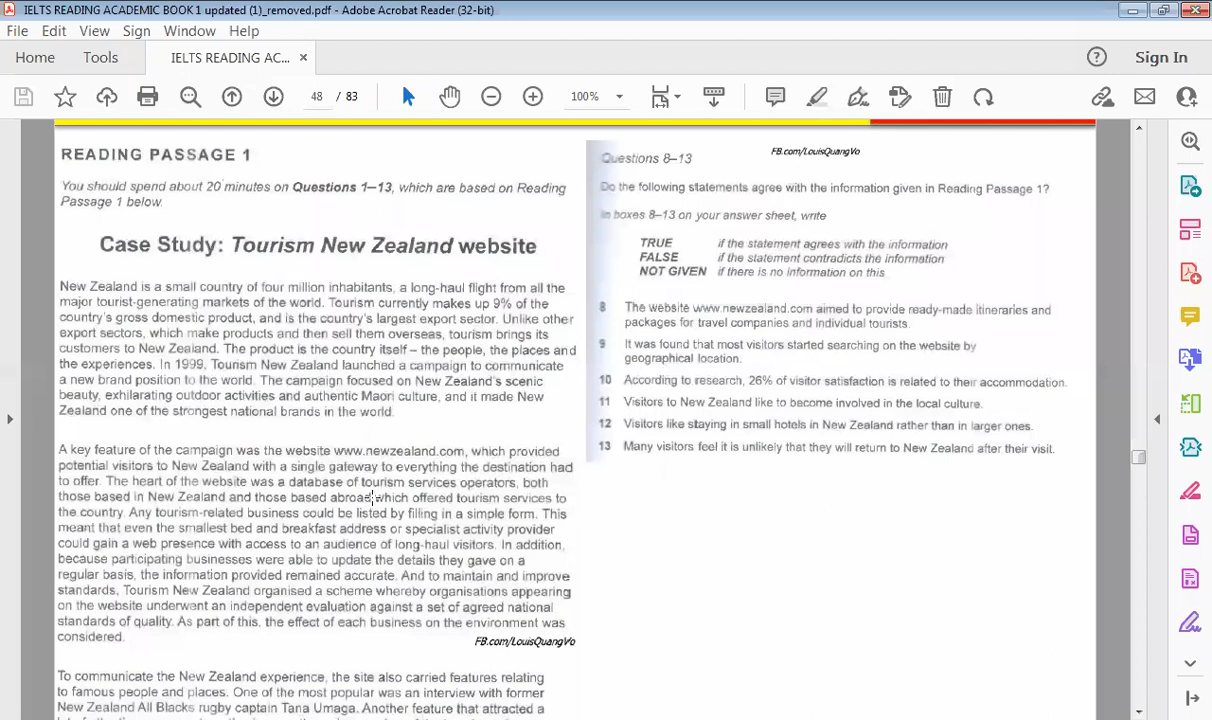 IELTS READING ACADEMIC BOOK 1 updated (1)_removed.pdf - Adobe Acrobat Reader (32-bit)
File Edit View Sign Window Help
Home Tools IELTS READING AC... × Sign In
48 / 83 100%
READING PASSAGE 1
You should spend about 20 minutes on Questions 1–13, which are based on Reading
Passage 1 below.
Case Study: Tourism New Zealand website
New Zealand is a small country of four million inhabitants, a long-haul flight from all the
major tourist-generating markets of the world. Tourism currently makes up 9% of the
country's gross domestic product, and is the country's largest export sector. Unlike other
export sectors, which make products and then sell them overseas, tourism brings its
customers to New Zealand. The product is the country itself – the people, the places and
the experiences. In 1999, Tourism New Zealand launched a campaign to communicate
a new brand position to the world. The campaign focused on New Zealand's scenic
beauty, exhilarating outdoor activities and authentic Maori culture, and it made New
Zealand one of the strongest national brands in the world.
A key feature of the campaign was the website www.newzealand.com, which provided
potential visitors to New Zealand with a single gateway to everything the destination had
to offer. The heart of the website was a database of tourism services operators, both
those based in New Zealand and those based abroad which offered tourism services to
the country. Any tourism-related business could be listed by filling in a simple form. This
meant that even the smallest bed and breakfast address or specialist activity provider
could gain a web presence with access to an audience of long-haul visitors. In addition,
because participating businesses were able to update the details they gave on a
regular basis, the information provided remained accurate. And to maintain and improve
standards, Tourism New Zealand organised a scheme whereby organisations appearing
on the website underwent an independent evaluation against a set of agreed national
standards of quality. As part of this, the effect of each business on the environment was
considered.
FB.com/LouisQuangVo
To communicate the New Zealand experience, the site also carried features relating
to famous people and places. One of the most popular was an interview with former
New Zealand All Blacks rugby captain Tana Umaga. Another feature that attracted a
FB.com/LouisQuangVo
Questions 8–13
Do the following statements agree with the information given in Reading Passage 1?
In boxes 8–13 on your answer sheet, write
TRUE if the statement agrees with the information
FALSE if the statement contradicts the information
NOT GIVEN if there is no information on this
8 The website www.newzealand.com aimed to provide ready-made itineraries and
packages for travel companies and individual tourists.
9 It was found that most visitors started searching on the website by
geographical location.
10 According to research, 26% of visitor satisfaction is related to their accommodation.
11 Visitors to New Zealand like to become involved in the local culture.
12 Visitors like staying in small hotels in New Zealand rather than in larger ones.
13 Many visitors feel it is unlikely that they will return to New Zealand after their visit.